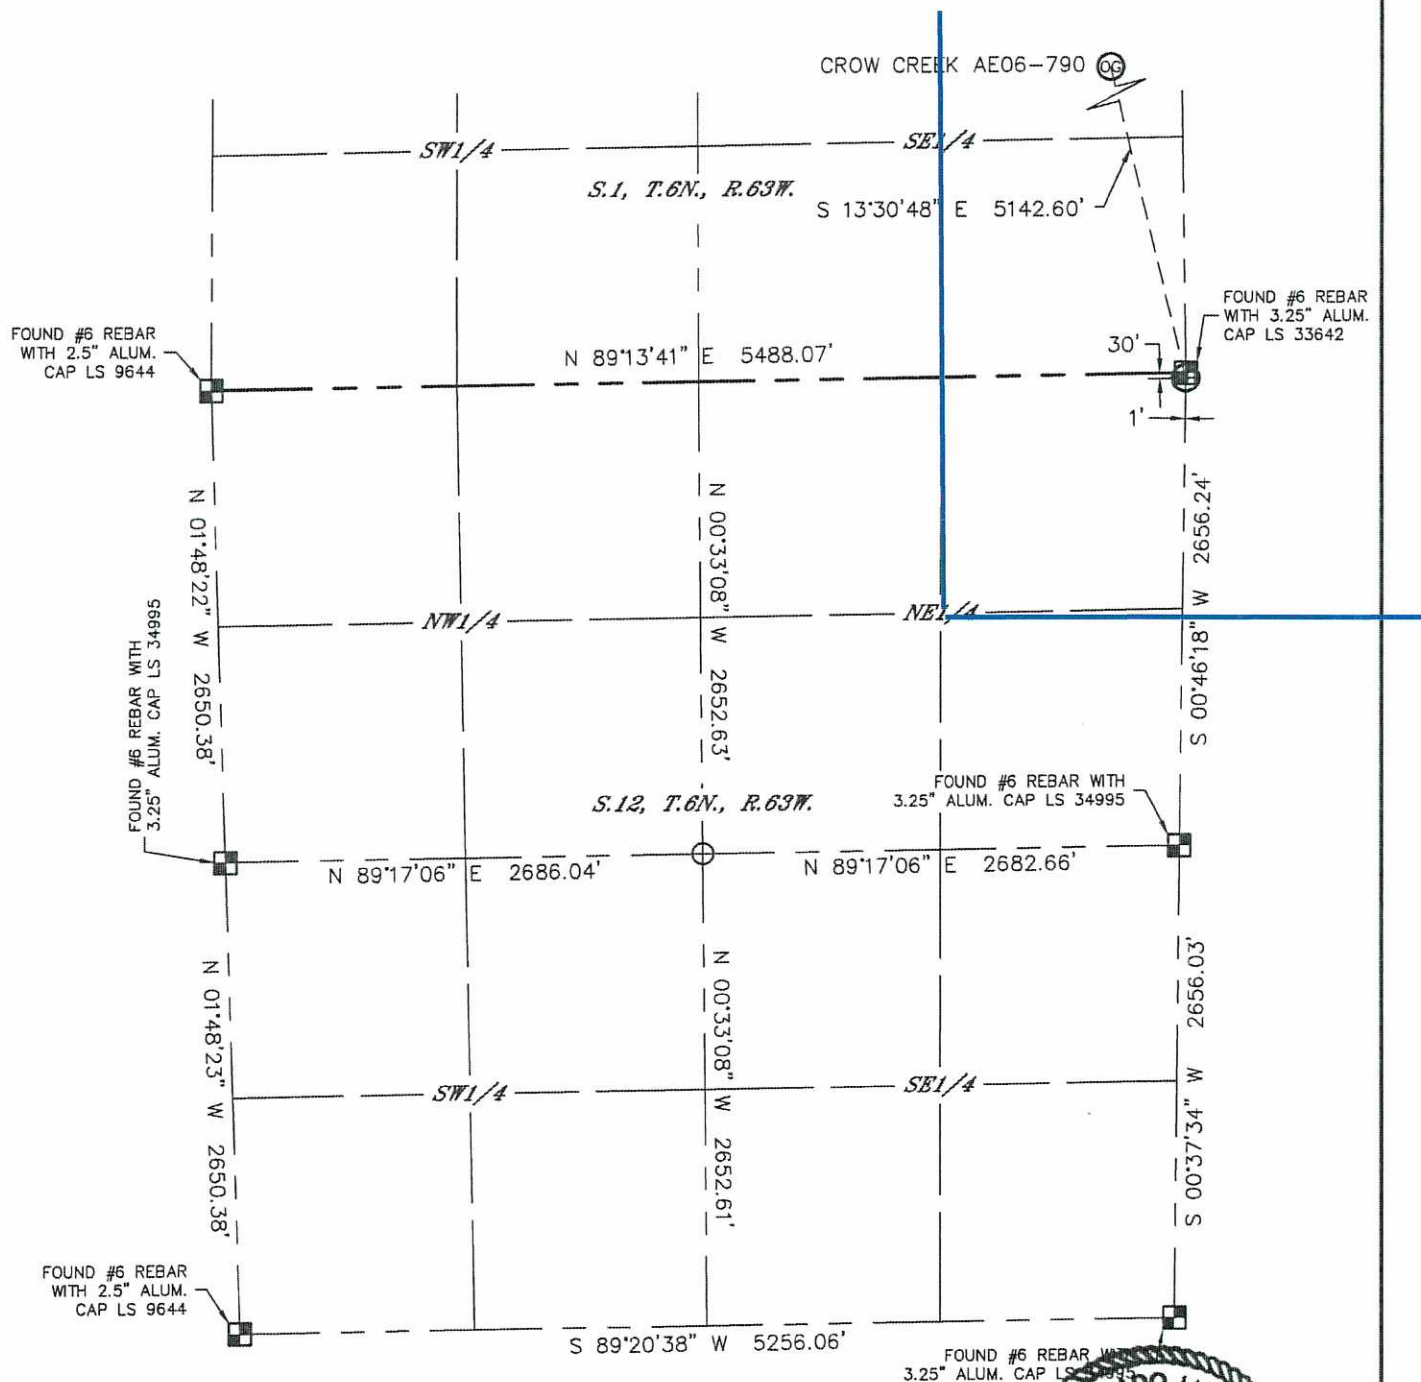 CROW CREEK AE06-790 OG
SW1/4
SE1/4
S.1, T.6N., R.63W.
S 13°30'48" E 5142.60'
FOUND #6 REBAR
WITH 2.5" ALUM.
CAP LS 9644
FOUND #6 REBAR
WITH 3.25" ALUM.
CAP LS 33642
N 89°13'41" E 5488.07'
30'
1'
N 01°48'22" W 2650.38'
N 00°33'08" W 2652.63'
S 00°46'18" W 2656.24'
NW1/4
NE1/4
FOUND #6 REBAR WITH
3.25" ALUM. CAP LS 34995
S.12, T.6N., R.63W.
FOUND #6 REBAR WITH
3.25" ALUM. CAP LS 34995
N 89°17'06" E 2686.04'
N 89°17'06" E 2682.66'
N 01°48'23" W 2650.38'
N 00°33'08" W 2652.61'
S 00°37'34" W 2656.03'
SW1/4
SE1/4
FOUND #6 REBAR
WITH 2.5" ALUM.
CAP LS 9644
S 89°20'38" W 5256.06'
FOUND #6 REBAR
3.25" ALUM. CAP LS